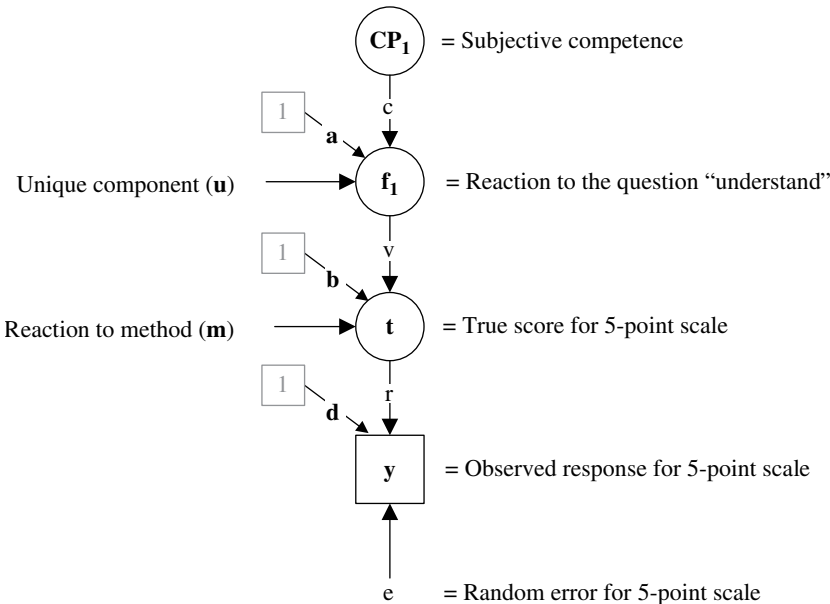 CP1 = Subjective competence
1
c
a
Unique component (u)
f1 = Reaction to the question “understand”
1
v
b
Reaction to method (m)
t = True score for 5-point scale
1
r
d
y = Observed response for 5-point scale
e = Random error for 5-point scale